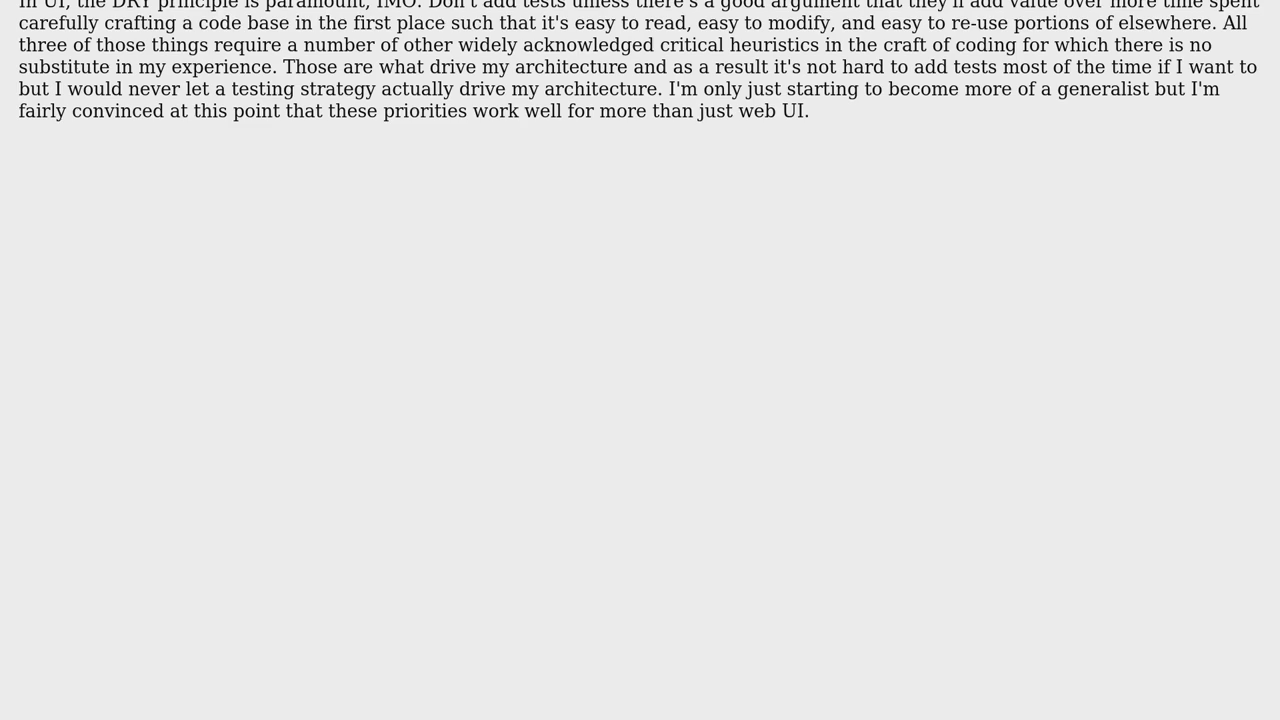 In UI, the DRY principle is paramount, IMO. Don't add tests unless there's a good argument that they'll add value over more time spent
carefully crafting a code base in the first place such that it's easy to read, easy to modify, and easy to re-use portions of elsewhere. All
three of those things require a number of other widely acknowledged critical heuristics in the craft of coding for which there is no
substitute in my experience. Those are what drive my architecture and as a result it's not hard to add tests most of the time if I want to
but I would never let a testing strategy actually drive my architecture. I'm only just starting to become more of a generalist but I'm
fairly convinced at this point that these priorities work well for more than just web UI.